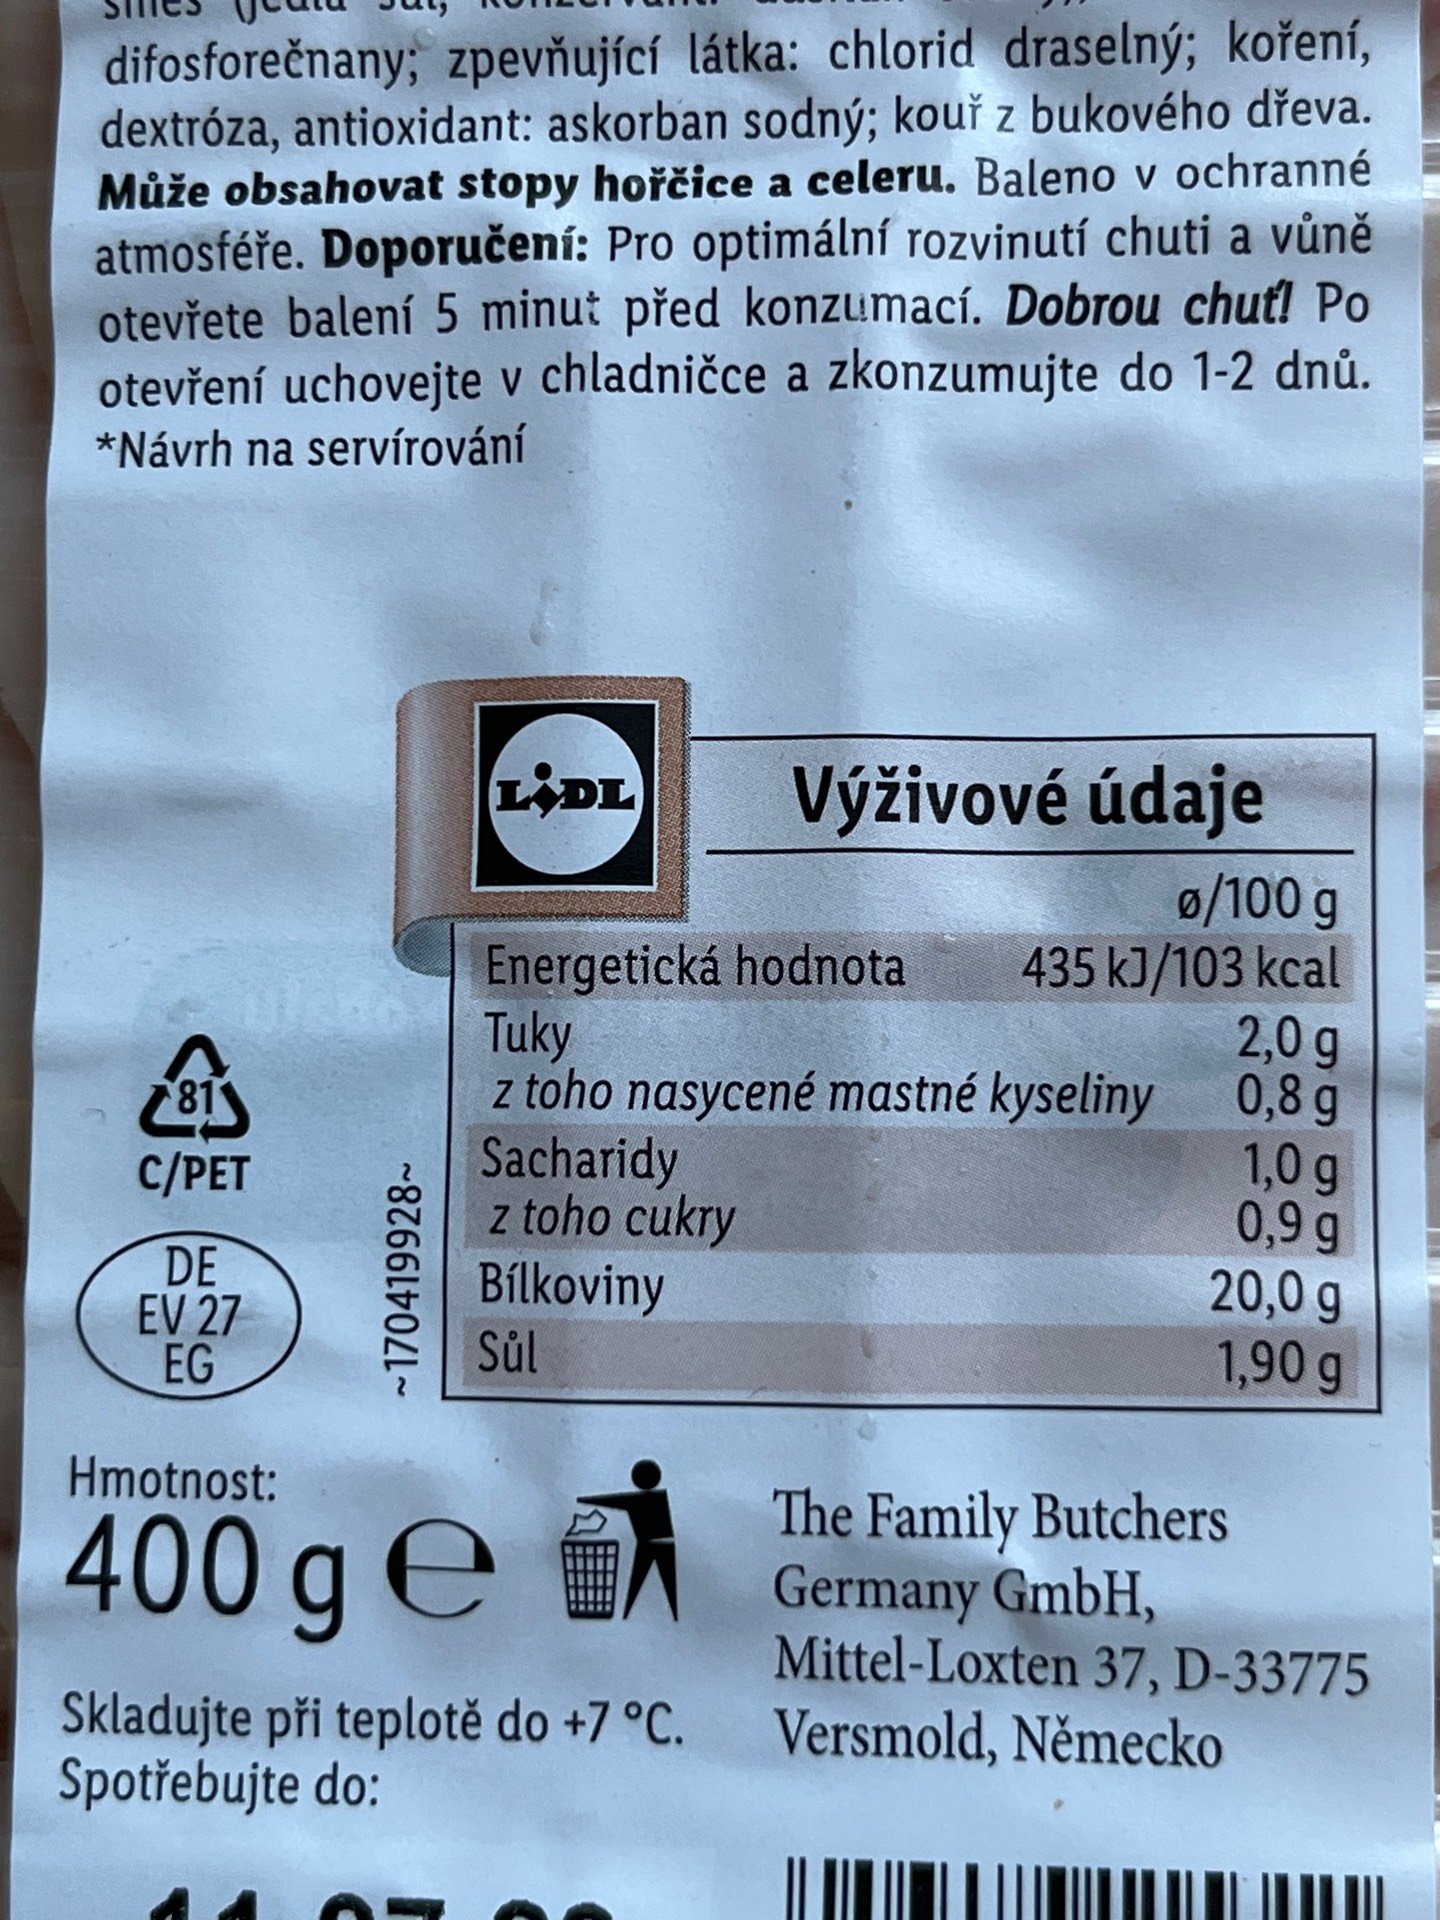 difosforečnany; zpevňující látka: chlorid draselný; koření,
dextróza, antioxidant: askorban sodný; kouř z bukového dřeva.
Může obsahovat stopy hořčice a celeru. Baleno v ochranné
atmosféře. Doporučení: Pro optimální rozvinutí chuti a vůně
otevřete balení 5 minut před konzumací. Dobrou chuť! Po
otevření uchovejte v chladničce a zkonzumujte do 1-2 dnů.
*Návrh na servírování
LIDL
Výživové údaje
ø/100 g
Energetická hodnota 435 kJ/103 kcal
Tuky 2,0 g
z toho nasycené mastné kyseliny 0,8 g
Sacharidy 1,0 g
z toho cukry 0,9 g
Bílkoviny 20,0 g
Sůl 1,90 g
81
C/PET
DE
EV 27
EG
~170419928~
Hmotnost:
400 g e
The Family Butchers
Germany GmbH,
Mittel-Loxten 37, D-33775
Versmold, Německo
Skladujte při teplotě do +7 °C.
Spotřebujte do: